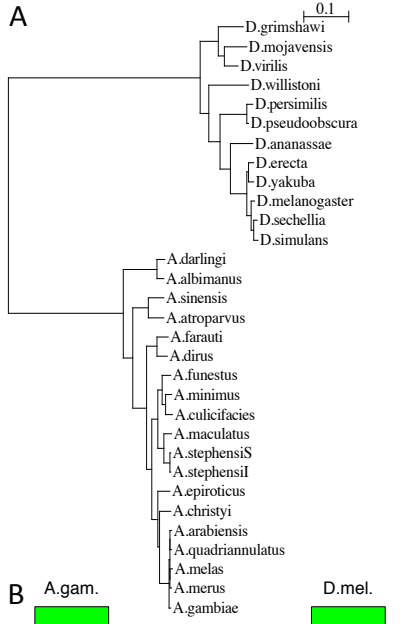 A
0.1
D.grimshawi
D.mojavensis
D.virilis
D.willistoni
D.persimilis
D.pseudoobscura
D.ananassae
D.erecta
D.yakuba
D.melanogaster
D.sechellia
D.simulans
A.darlingi
A.albimanus
A.sinensis
A.atroparvus
A.farauti
A.dirus
A.funestus
A.minimus
A.culicifacies
A.maculatus
A.stephensiS
A.stephensiI
A.epiroticus
A.christyi
A.arabiensis
A.quadriannulatus
A.melas
A.merus
A.gambiae
B
A.gam.
D.mel.